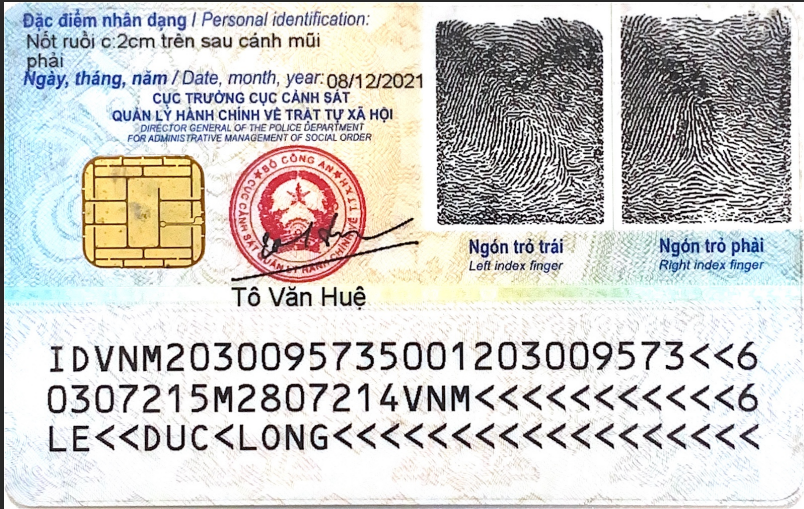 Đặc điểm nhân dạng / Personal identification:
Nốt ruồi c:2cm trên sau cánh mũi
phải
Ngày, tháng, năm / Date, month, year: 08/12/2021
CỤC TRƯỞNG CỤC CẢNH SÁT
QUẢN LÝ HÀNH CHÍNH VỀ TRẬT TỰ XÃ HỘI
DIRECTOR GENERAL OF THE POLICE DEPARTMENT
FOR ADMINISTRATIVE MANAGEMENT OF SOCIAL ORDER
BỘ CÔNG AN
CỤC CẢNH SÁT QUẢN LÝ HÀNH CHÍNH VỀ
Tô Văn Huệ
Ngón trỏ trái
Left index finger
Ngón trỏ phải
Right index finger
IDVNM2030095735001203009573<<6
0307215M2807214VNM<<<<<<<<<<<6
LE<<DUC<LONG<<<<<<<<<<<<<<<<<<